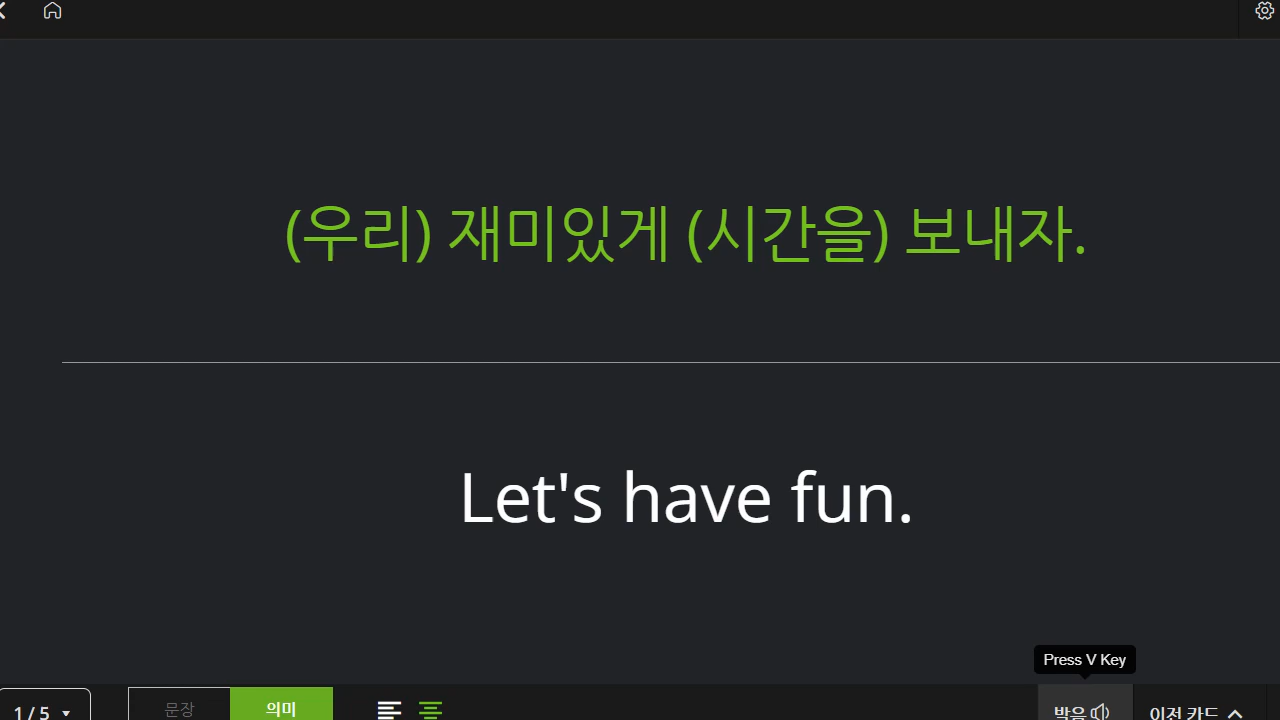 (우리) 재미있게 (시간을) 보내자.
Let's have fun.
Press V Key
1 / 5
문장
의미
발음
이전 카드